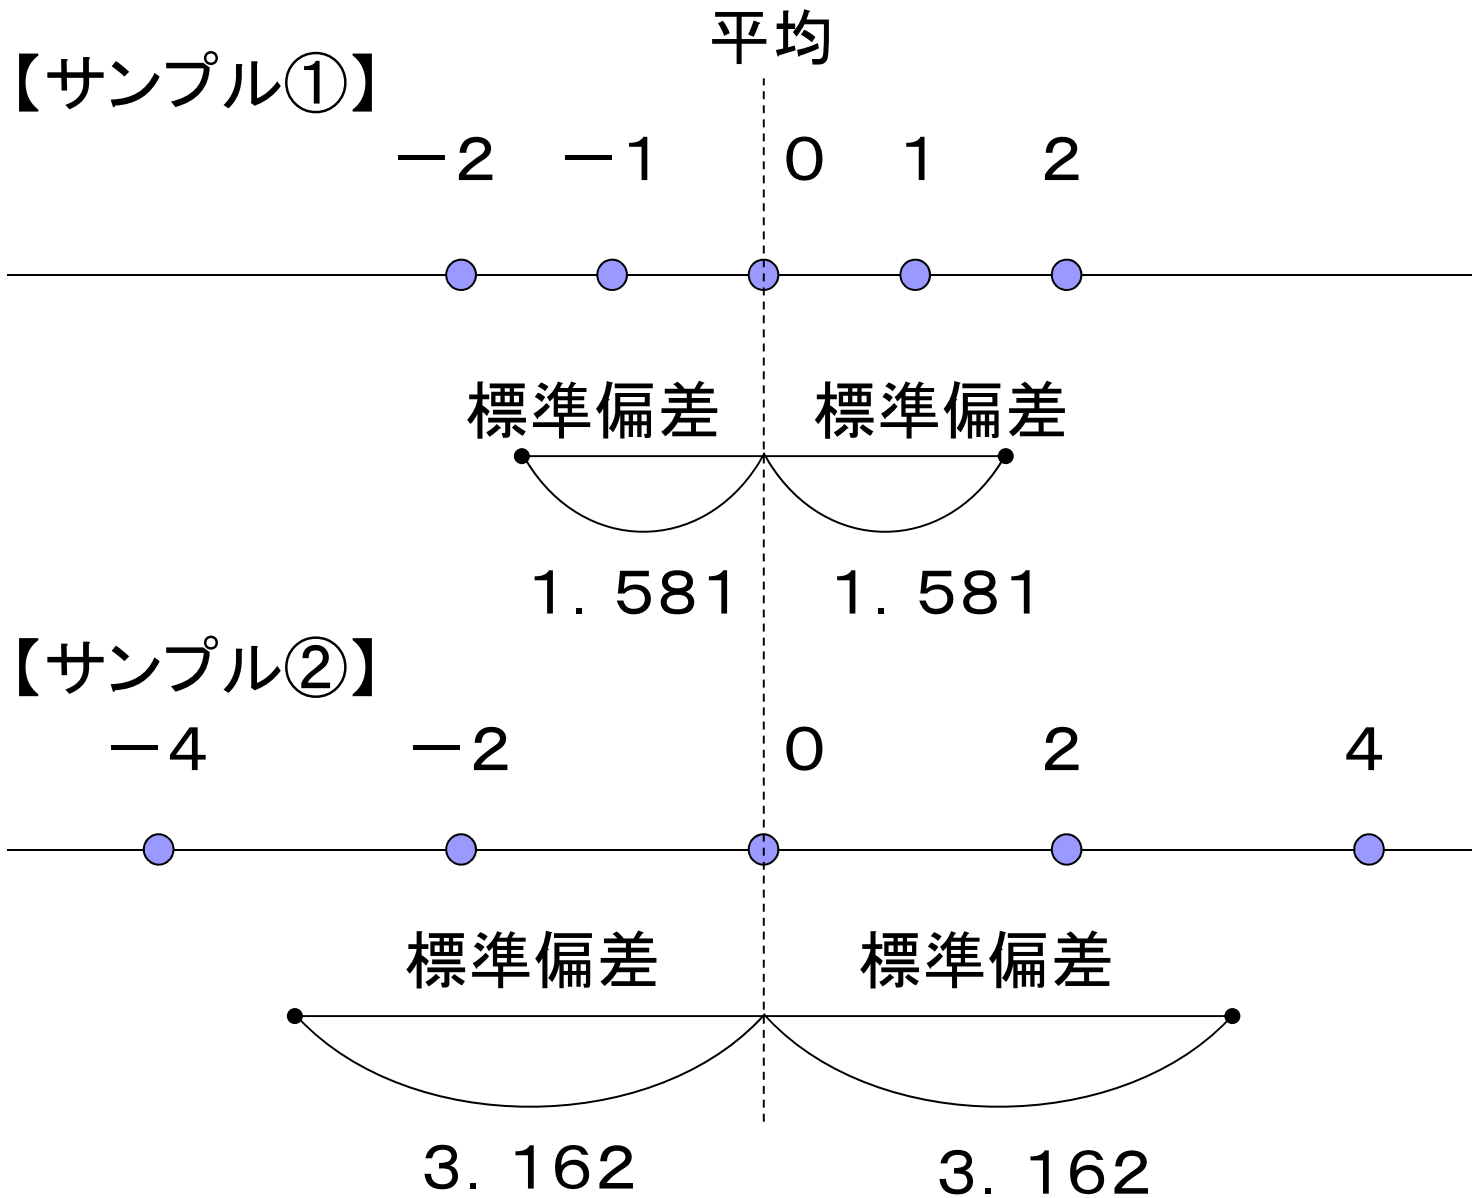 平均
【サンプル①】
－2 －1 0 1 2
標準偏差 標準偏差
1．581 1．581
【サンプル②】
－4 －2 0 2 4
標準偏差 標準偏差
3．162 3．162